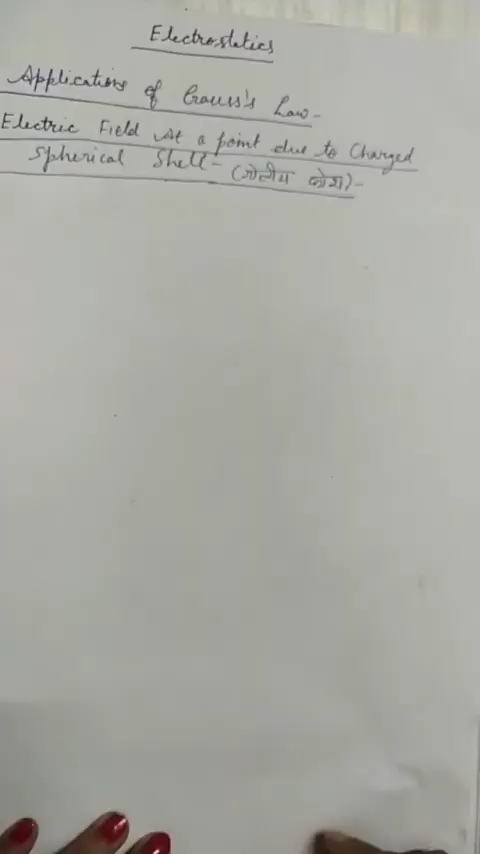 Electrostatics
Applications of Gauss's Law-
Electric Field At a point due to Charged
Spherical Shell- (गोलीय कोश)-